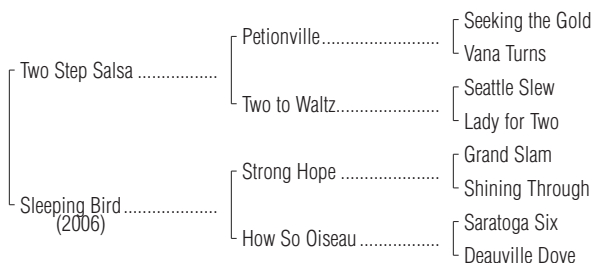 Seeking the Gold
Petionville........................
Vana Turns
Two Step Salsa ................
Seattle Slew
Two to Waltz.....................
Lady for Two
Grand Slam
Strong Hope ....................
Shining Through
Sleeping Bird...................
(2006)
Saratoga Six
How So Oiseau ................
Deauville Dove